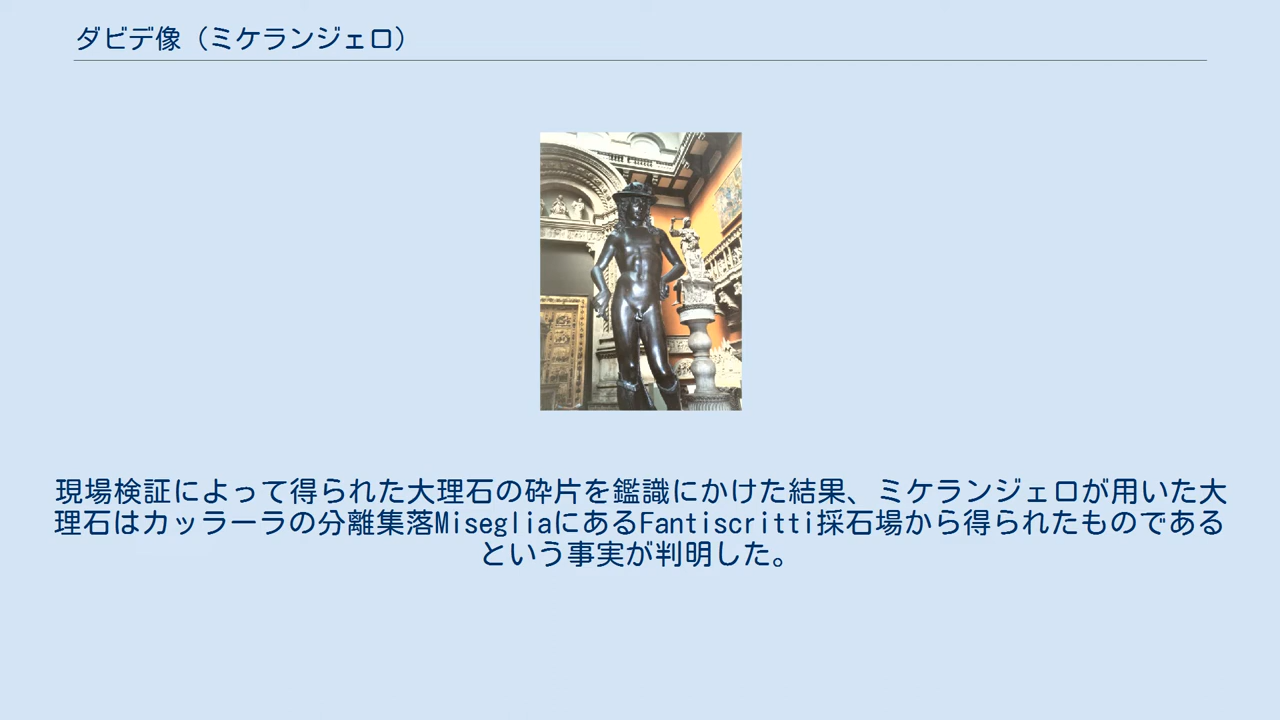 ダビデ像（ミケランジェロ）
現場検証によって得られた大理石の砕片を鑑識にかけた結果、ミケランジェロが用いた大
理石はカッラーラの分離集落MisegliaにあるFantiscritti採石場から得られたものである
という事実が判明した。